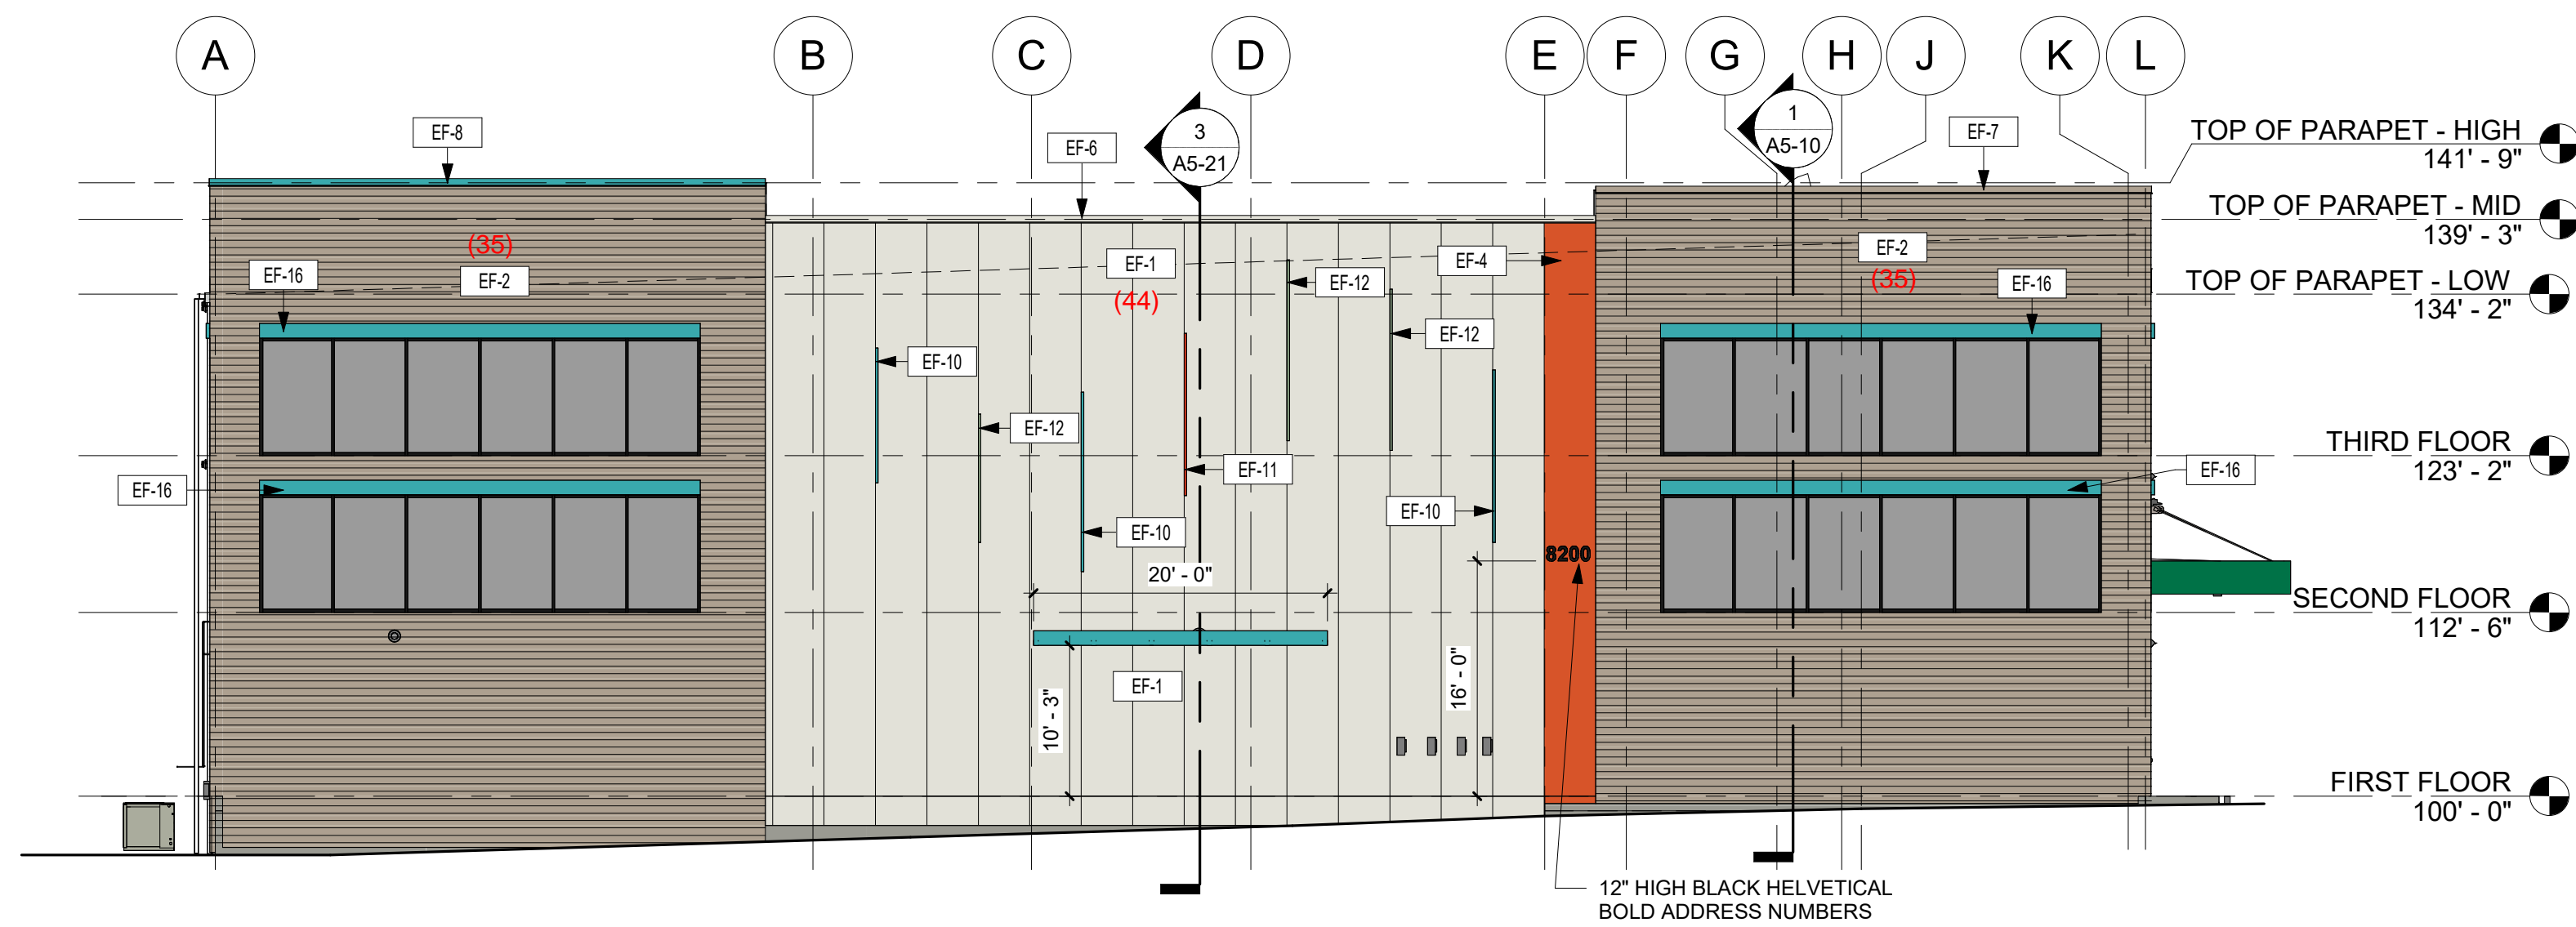 A
B
C
D
E
F
G
H
J
K
L
3
A5-21
1
A5-10
EF-8
EF-6
EF-7
TOP OF PARAPET - HIGH
141' - 9"
TOP OF PARAPET - MID
139' - 3"
TOP OF PARAPET - LOW
134' - 2"
(35)
EF-2
EF-16
EF-1
(44)
EF-4
EF-12
EF-2
(35)
EF-16
EF-12
EF-10
EF-12
EF-11
EF-10
EF-10
THIRD FLOOR
123' - 2"
EF-16
EF-16
8200
20' - 0"
SECOND FLOOR
112' - 6"
EF-1
10' - 3"
16' - 0"
FIRST FLOOR
100' - 0"
12" HIGH BLACK HELVETICAL
BOLD ADDRESS NUMBERS